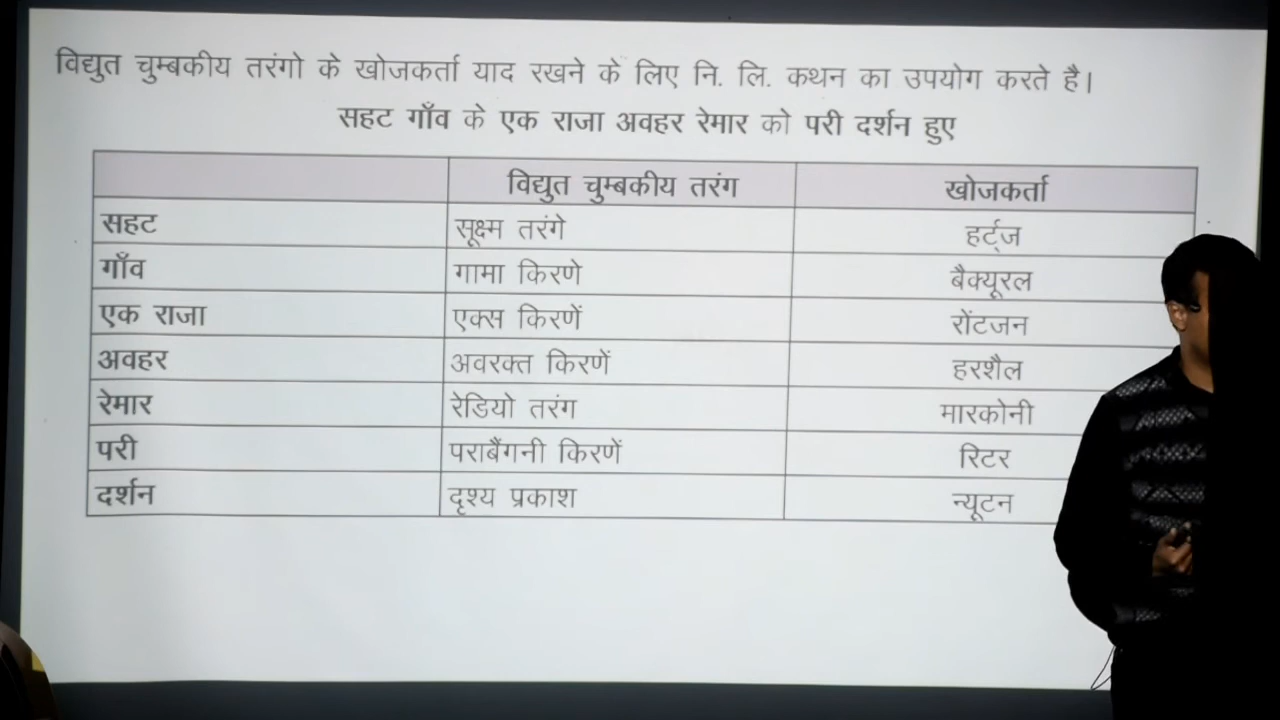 विद्युत चुम्बकीय तरंगो के खोजकर्ता याद रखने के लिए नि. लि. कथन का उपयोग करते है।
सहट गाँव के एक राजा अवहर रेमार को परी दर्शन हुए
विद्युत चुम्बकीय तरंग खोजकर्ता
सहट सूक्ष्म तरंगे हर्ट्ज
गाँव गामा किरणे बैक्यूरल
एक राजा एक्स किरणें रोंटजन
अवहर अवरक्त किरणें हरशैल
रेमार रेडियो तरंग मारकोनी
परी पराबैंगनी किरणें रिटर
दर्शन दृश्य प्रकाश न्यूटन